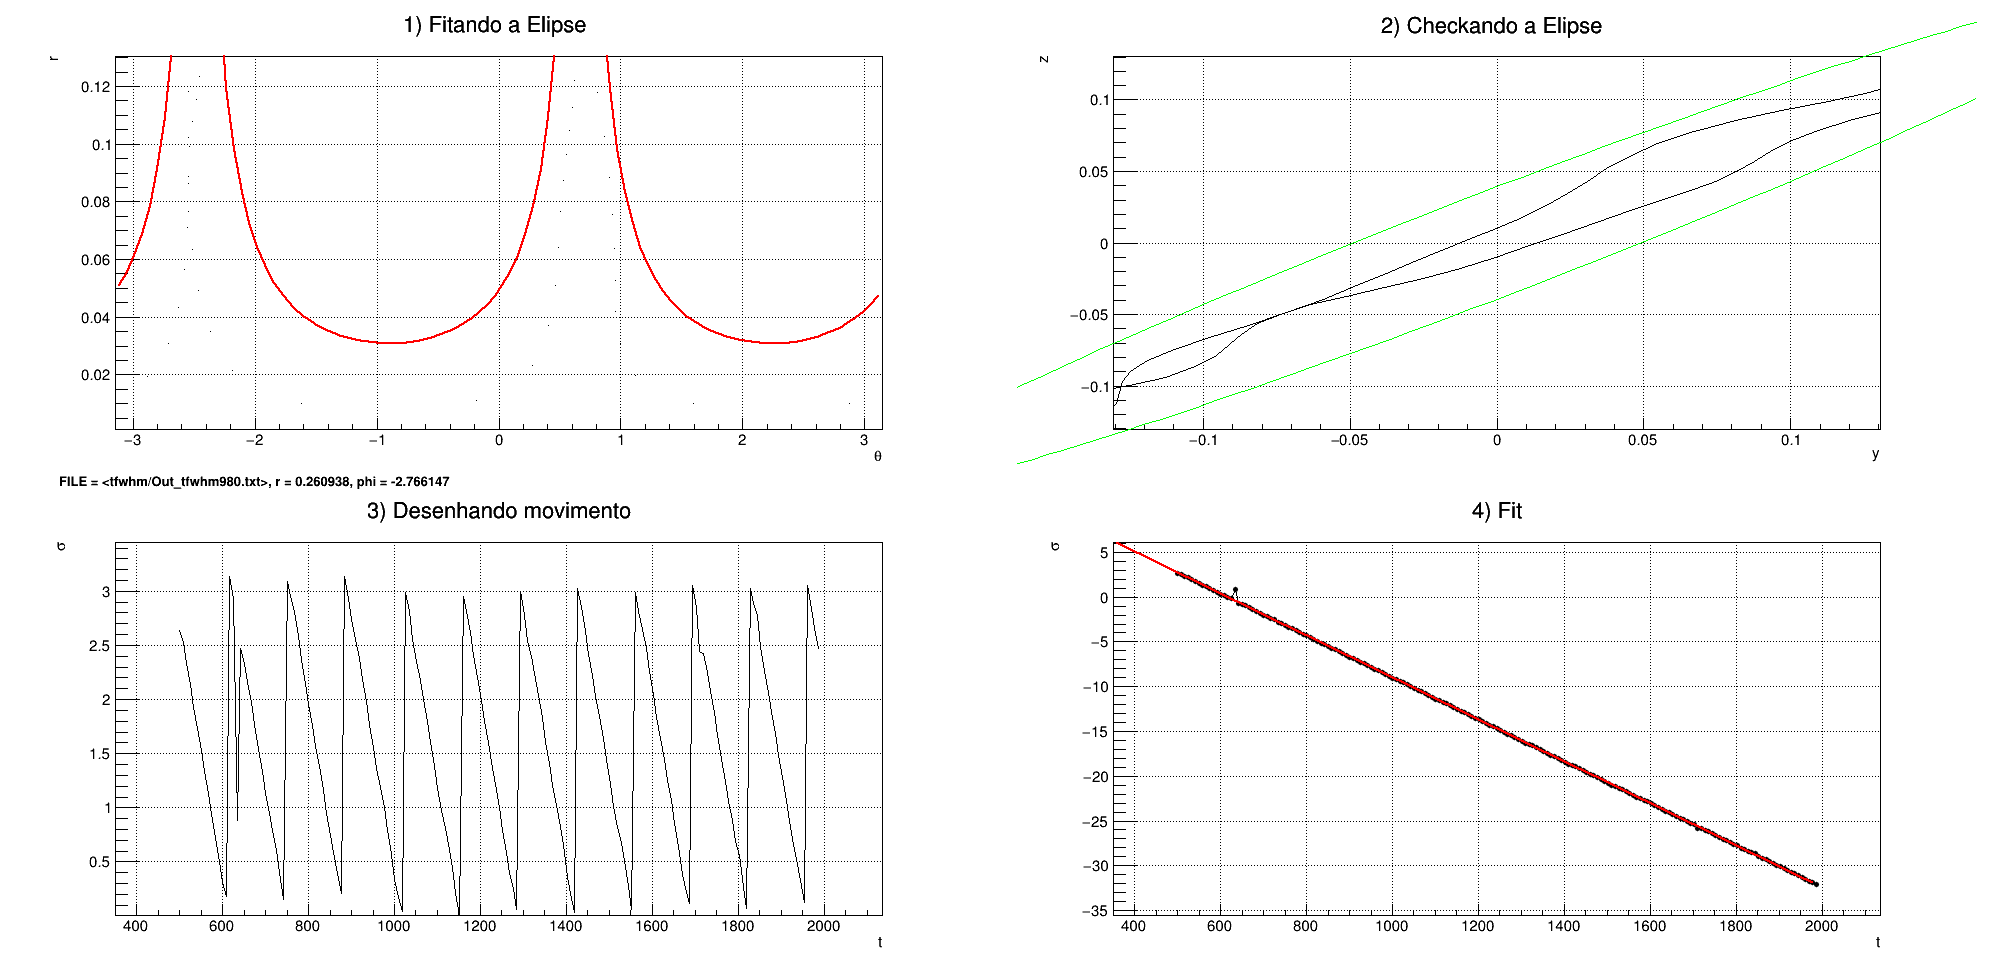 1) Fitando a Elipse
r
0.12
0.1
0.08
0.06
0.04
0.02
−3 −2 −1 0 1 2 3
θ
2) Checkando a Elipse
z
0.1
0.05
0
−0.05
−0.1
−0.1 −0.05 0 0.05 0.1
y
FILE = <tfwhm/Out_tfwhm980.txt>, r = 0.260938, phi = -2.766147
3) Desenhando movimento
σ
3
2.5
2
1.5
1
0.5
400 600 800 1000 1200 1400 1600 1800 2000
t
4) Fit
σ
5
0
−5
−10
−15
−20
−25
−30
−35
400 600 800 1000 1200 1400 1600 1800 2000
t